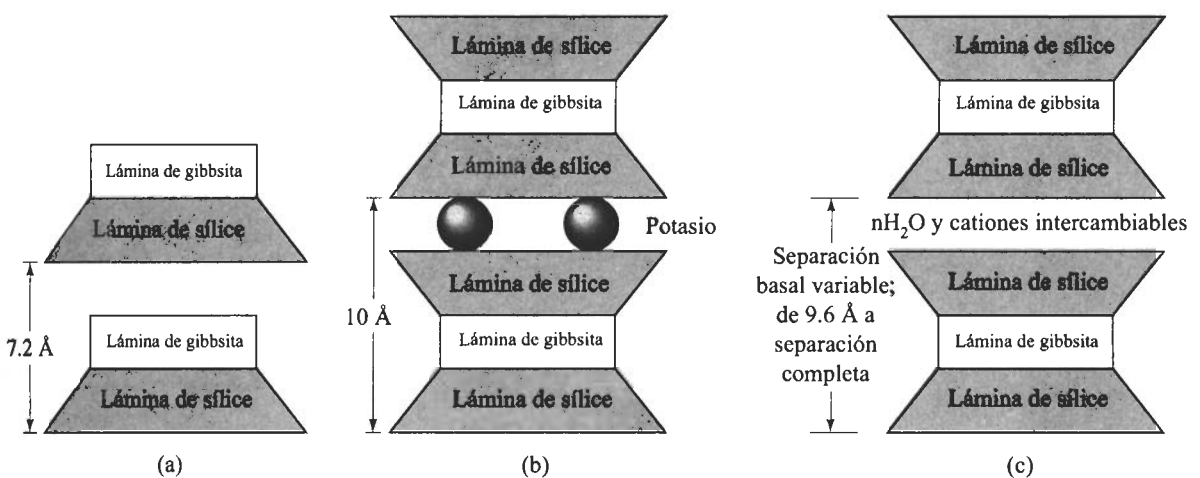 Lámina de gibbsita
Lámina de sílice
7.2 Å
Lámina de gibbsita
Lámina de sílice
(a)
Lámina de sílice
Lámina de gibbsita
Lámina de sílice
Potasio
10 Å
Lámina de sílice
Lámina de gibbsita
Lámina de sílice
(b)
Lámina de sílice
Lámina de gibbsita
Lámina de sílice
nH₂O y cationes intercambiables
Separación
basal variable;
de 9.6 Å a
separación
completa
Lámina de sílice
Lámina de gibbsita
Lámina de sílice
(c)